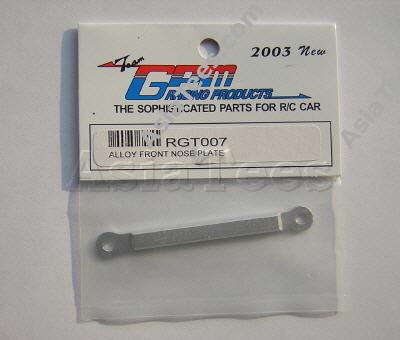 Team
2003 New
GPM
RACING PRODUCTS
THE SOPHISTICATED PARTS FOR R/C CAR
RGT007
ALLOY FRONT NOSE PLATE
AsiaTees